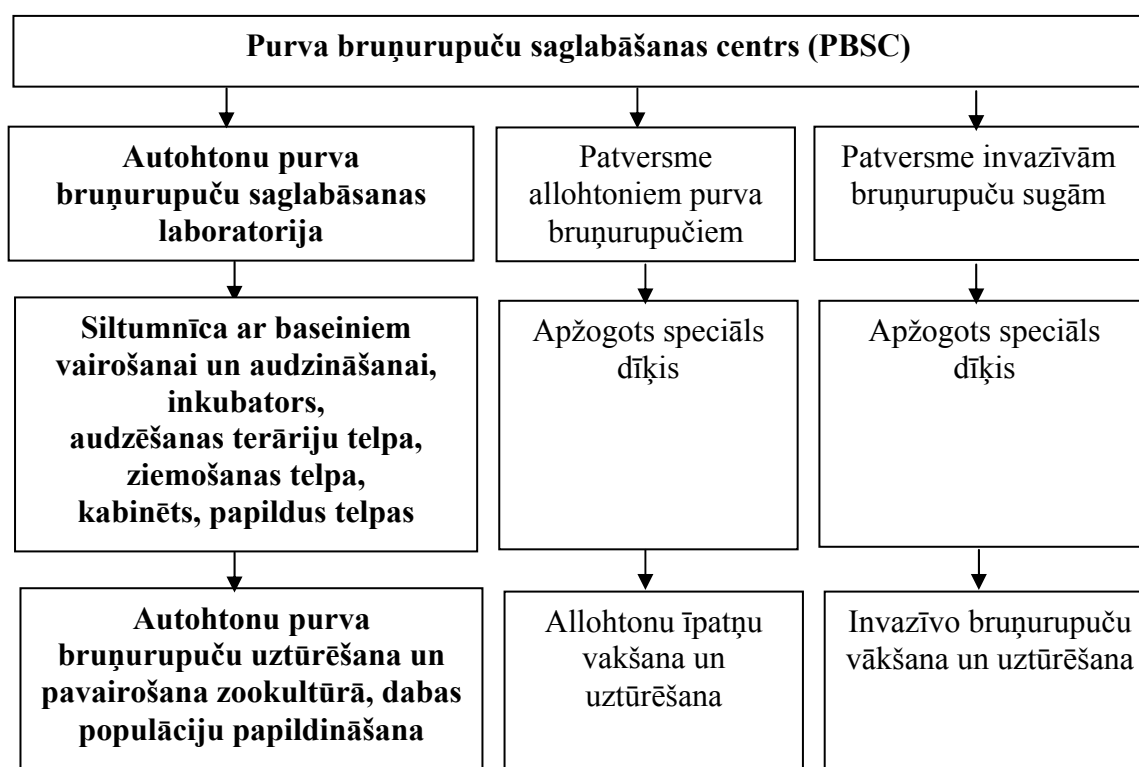 Purva bruņurupuču saglabāšanas centrs (PBSC)
Autohtonu purva
bruņurupuču saglabāsanas
laboratorija
Patversme
allohtoniem purva
bruņurupučiem
Patversme invazīvām
bruņurupuču sugām
Siltumnīca ar baseiniem
vairošanai un audzināšanai,
inkubators,
audzēšanas terāriju telpa,
ziemošanas telpa,
kabinēts, papildus telpas
Apžogots speciāls
dīķis
Apžogots speciāls
dīķis
Autohtonu purva
bruņurupuču uztūrēšana un
pavairošana zookultūrā, dabas
populāciju papildināšana
Allohtonu īpatņu
vakšana un
uztūrēšana
Invazīvo bruņurupuču
vākšana un uztūrēšana